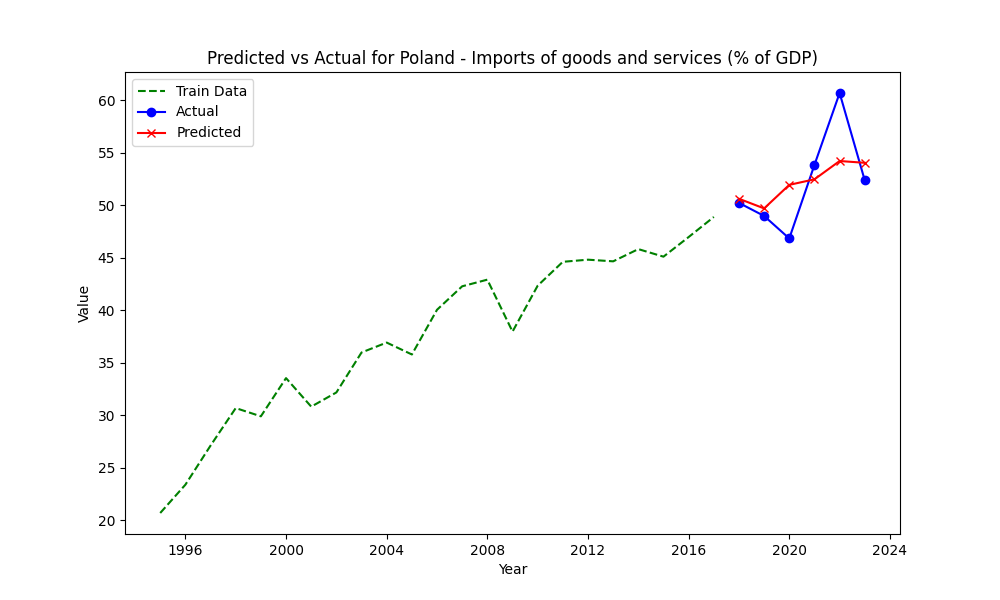 Predicted vs Actual for Poland - Imports of goods and services (% of GDP)
Train Data
Actual
Predicted
60
55
50
45
40
35
30
25
20
Value
1996 2000 2004 2008 2012 2016 2020 2024
Year